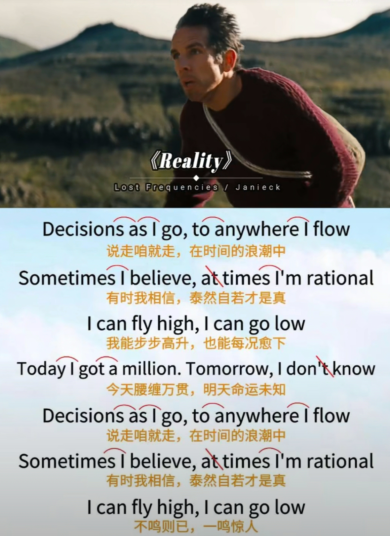 《Reality》
Lost Frequencies / Janieck
Decisions as I go, to anywhere I flow
说走咱就走，在时间的浪潮中
Sometimes I believe, at times I'm rational
有时我相信，泰然自若才是真
I can fly high, I can go low
我能步步高升，也能每况愈下
Today I got a million. Tomorrow, I don't know
今天腰缠万贯，明天命运未知
Decisions as I go, to anywhere I flow
说走咱就走，在时间的浪潮中
Sometimes I believe, at times I'm rational
有时我相信，泰然自若才是真
I can fly high, I can go low
不鸣则已，一鸣惊人